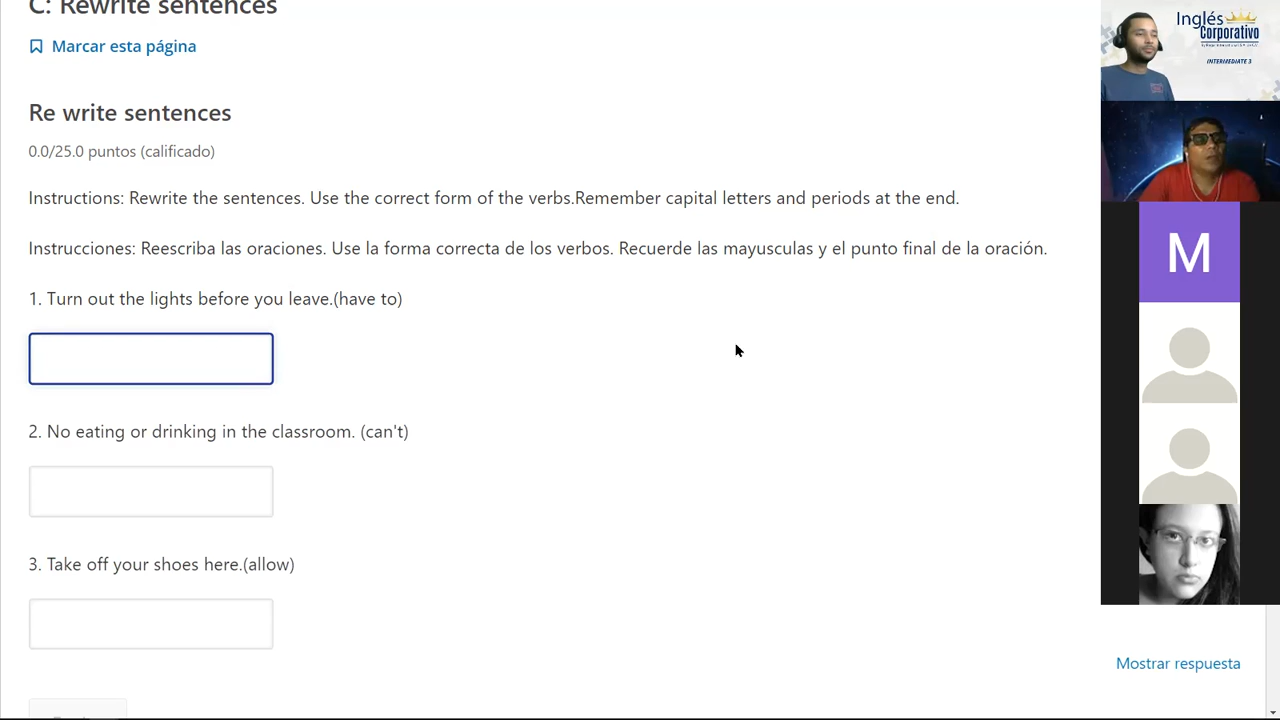 C: Rewrite sentences
Marcar esta página
Re write sentences
0.0/25.0 puntos (calificado)
Instructions: Rewrite the sentences. Use the correct form of the verbs.Remember capital letters and periods at the end.
Instrucciones: Reescriba las oraciones. Use la forma correcta de los verbos. Recuerde las mayusculas y el punto final de la oración.
1. Turn out the lights before you leave.(have to)
2. No eating or drinking in the classroom. (can't)
3. Take off your shoes here.(allow)
Mostrar respuesta
Inglés
Corporativo
INTERMEDIATE 3
M